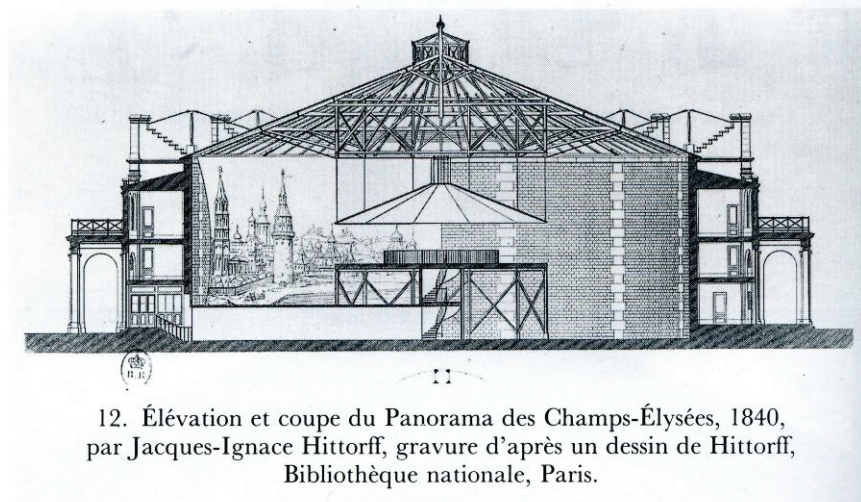 B.R
12. Élévation et coupe du Panorama des Champs-Élysées, 1840,
par Jacques-Ignace Hittorff, gravure d'après un dessin de Hittorff,
Bibliothèque nationale, Paris.